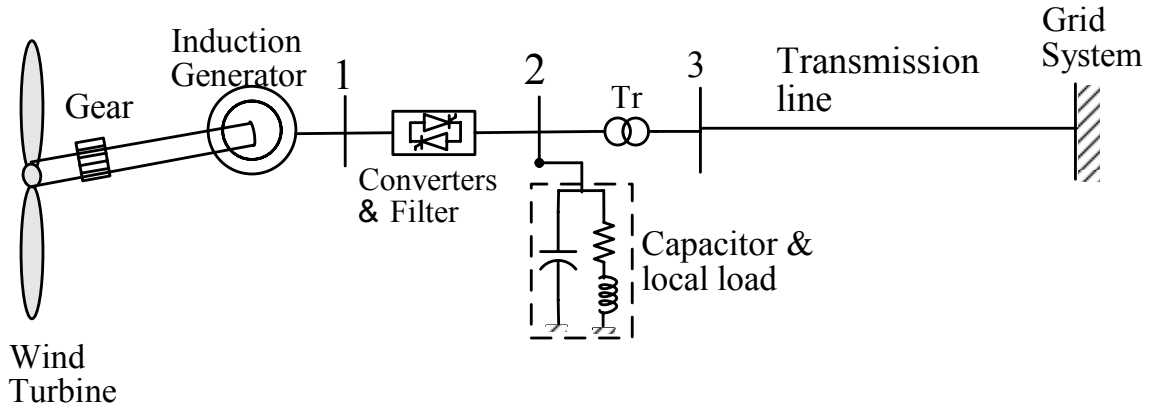 Induction
Generator
Gear
1
2
3
Tr
Transmission
line
Grid
System
Converters
& Filter
Capacitor &
local load
Wind
Turbine